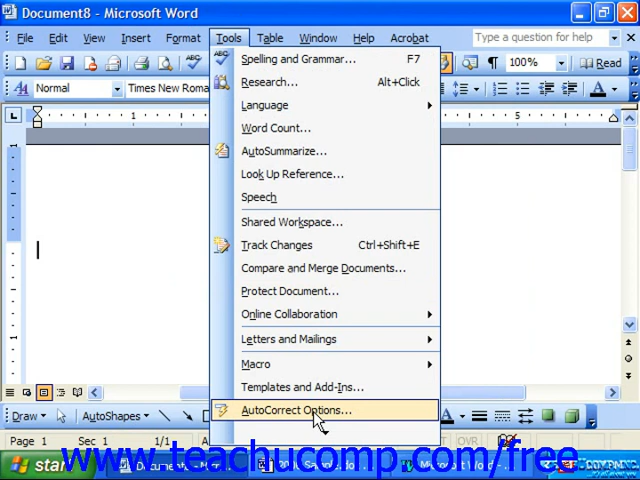 Document8 - Microsoft Word
File Edit View Insert Format Tools Table Window Help Acrobat
Type a question for help
100% Read
Normal Times New Roma
Spelling and Grammar... F7
Research... Alt+Click
Language
Word Count...
AutoSummarize...
Look Up Reference...
Speech
Shared Workspace...
Track Changes Ctrl+Shift+E
Compare and Merge Documents...
Protect Document...
Online Collaboration
Letters and Mailings
Macro
Templates and Add-Ins...
AutoCorrect Options...
Draw AutoShapes
Page 1 Sec 1 1/ OVR
start
www.teachucomp.com/free